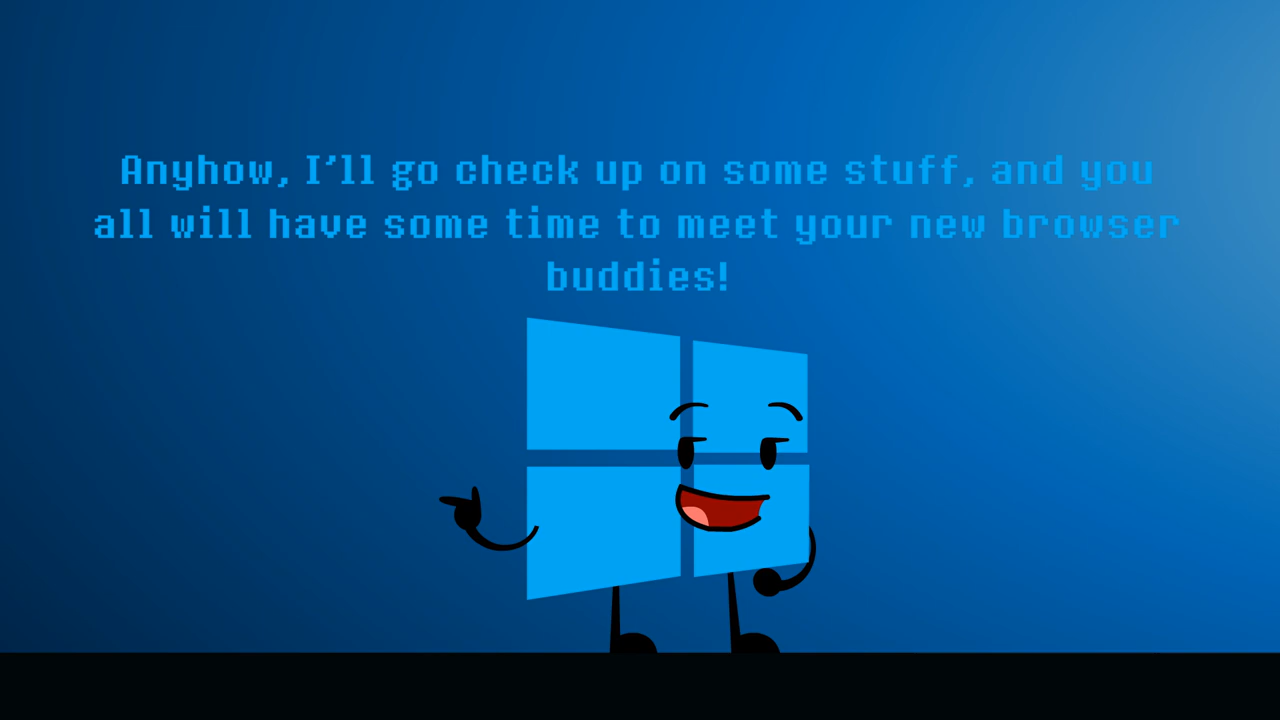 Anyhow, I’ll go check up on some stuff, and you
all will have some time to meet your new browser
buddies!